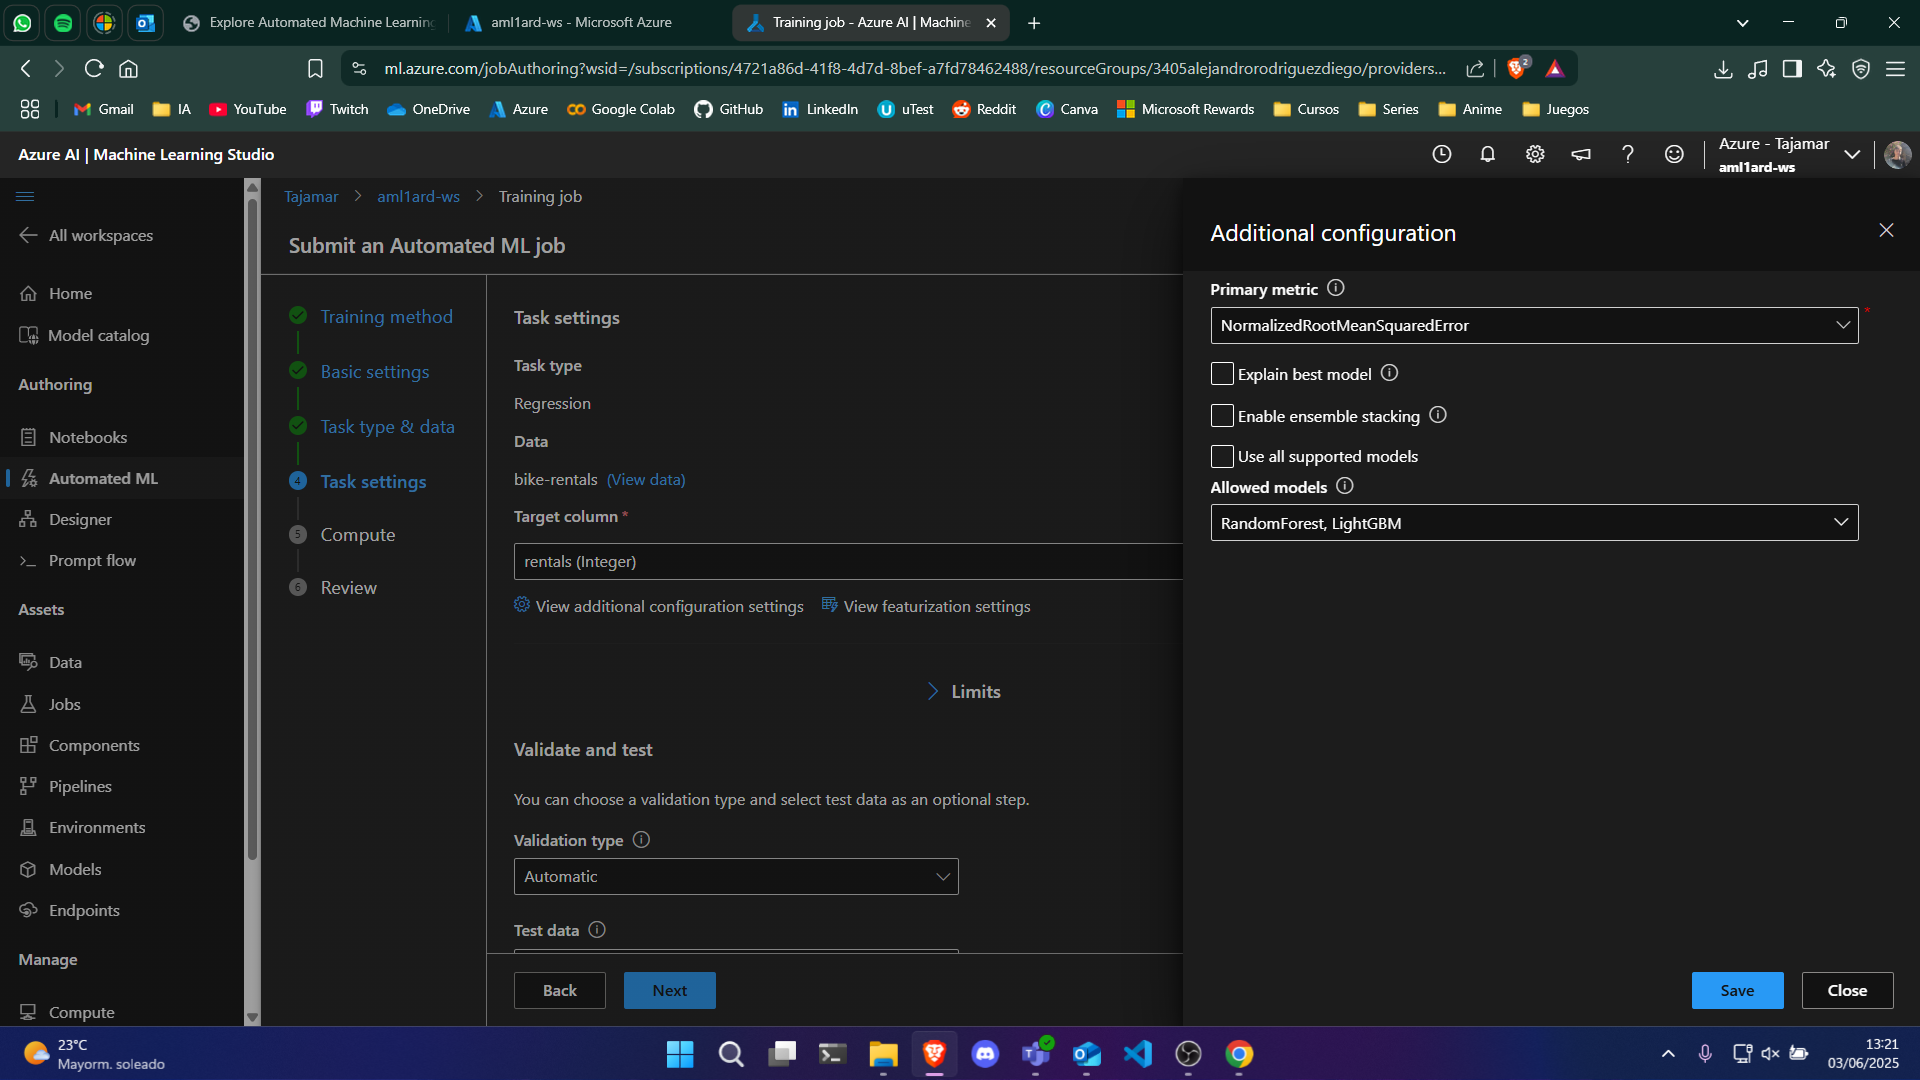 Explore Automated Machine Learning
aml1ard-ws - Microsoft Azure
Training job - Azure AI | Machine
ml.azure.com/jobAuthoring?wsid=/subscriptions/4721a86d-41f8-4d7d-8bef-a7fd78462488/resourceGroups/3405alejandrorodriguezdiego/providers...
2
Gmail
IA
YouTube
Twitch
OneDrive
Azure
Google Colab
GitHub
LinkedIn
uTest
Reddit
Canva
Microsoft Rewards
Cursos
Series
Anime
Juegos
Azure AI | Machine Learning Studio
Azure - Tajamar
aml1ard-ws
All workspaces
Home
Model catalog
Authoring
Notebooks
Automated ML
Designer
Prompt flow
Assets
Data
Jobs
Components
Pipelines
Environments
Models
Endpoints
Manage
Compute
Tajamar > aml1ard-ws > Training job
Submit an Automated ML job
Training method
Basic settings
Task type & data
4 Task settings
5 Compute
6 Review
Task settings
Task type
Regression
Data
bike-rentals (View data)
Target column *
rentals (Integer)
View additional configuration settings
View featurization settings
Limits
Validate and test
You can choose a validation type and select test data as an optional step.
Validation type
Automatic
Test data
Back
Next
Additional configuration
Primary metric
NormalizedRootMeanSquaredError
*
Explain best model
Enable ensemble stacking
Use all supported models
Allowed models
RandomForest, LightGBM
Save
Close
23°C
Mayorm. soleado
13:21
03/06/2025